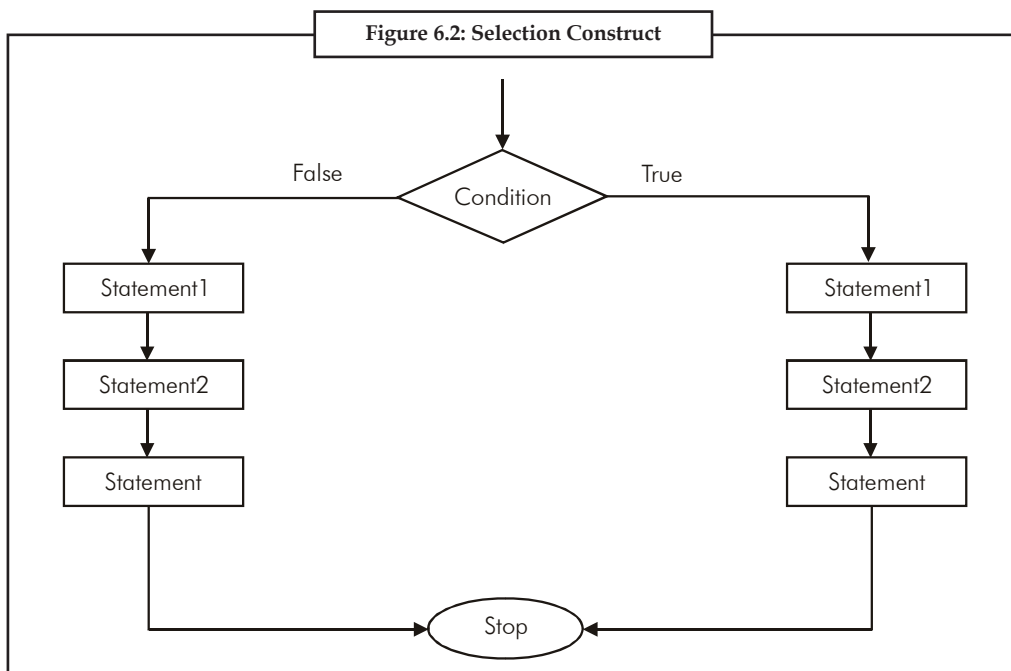 Figure 6.2: Selection Construct
False
True
Condition
Statement1
Statement1
Statement2
Statement2
Statement
Statement
Stop